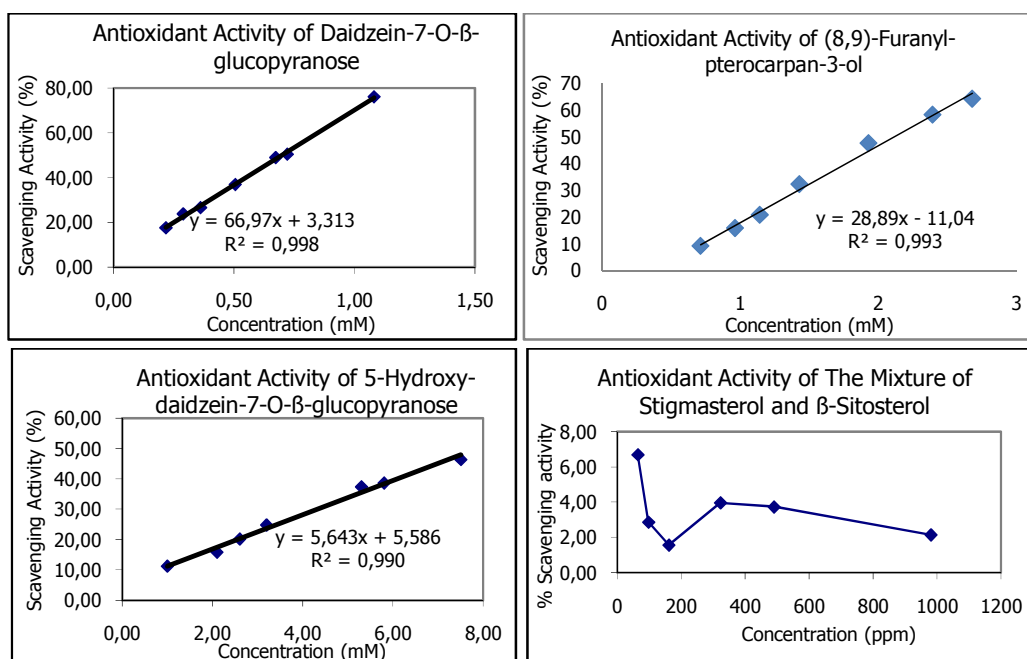 Antioxidant Activity of Daidzein-7-O-ß-
glucopyranose
Scavenging Activity (%)
80,00
60,00
40,00
20,00
0,00
y = 66,97x + 3,313
R² = 0,998
0,00
0,50
1,00
1,50
Concentration (mM)
Antioxidant Activity of (8,9)-Furanyl-
pterocarpan-3-ol
Scavenging Activity (%)
70
60
50
40
30
20
10
0
y = 28,89x - 11,04
R² = 0,993
0
1
2
3
Concentration (mM)
Antioxidant Activity of 5-Hydroxy-
daidzein-7-O-ß-glucopyranose
Scavenging Activity (%)
60,00
50,00
40,00
30,00
20,00
10,00
0,00
y = 5,643x + 5,586
R² = 0,990
0,00
2,00
4,00
6,00
8,00
Concentration (mM)
Antioxidant Activity of The Mixture of
Stigmasterol and ß-Sitosterol
% Scavenging activity
8,00
6,00
4,00
2,00
0,00
0
200
400
600
800
1000
1200
Concentration (ppm)